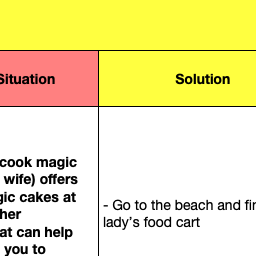 Situation
Solution
cook magic
wife) offers
gic cakes at
her
at can help
you to
- Go to the beach and
lady's food cart